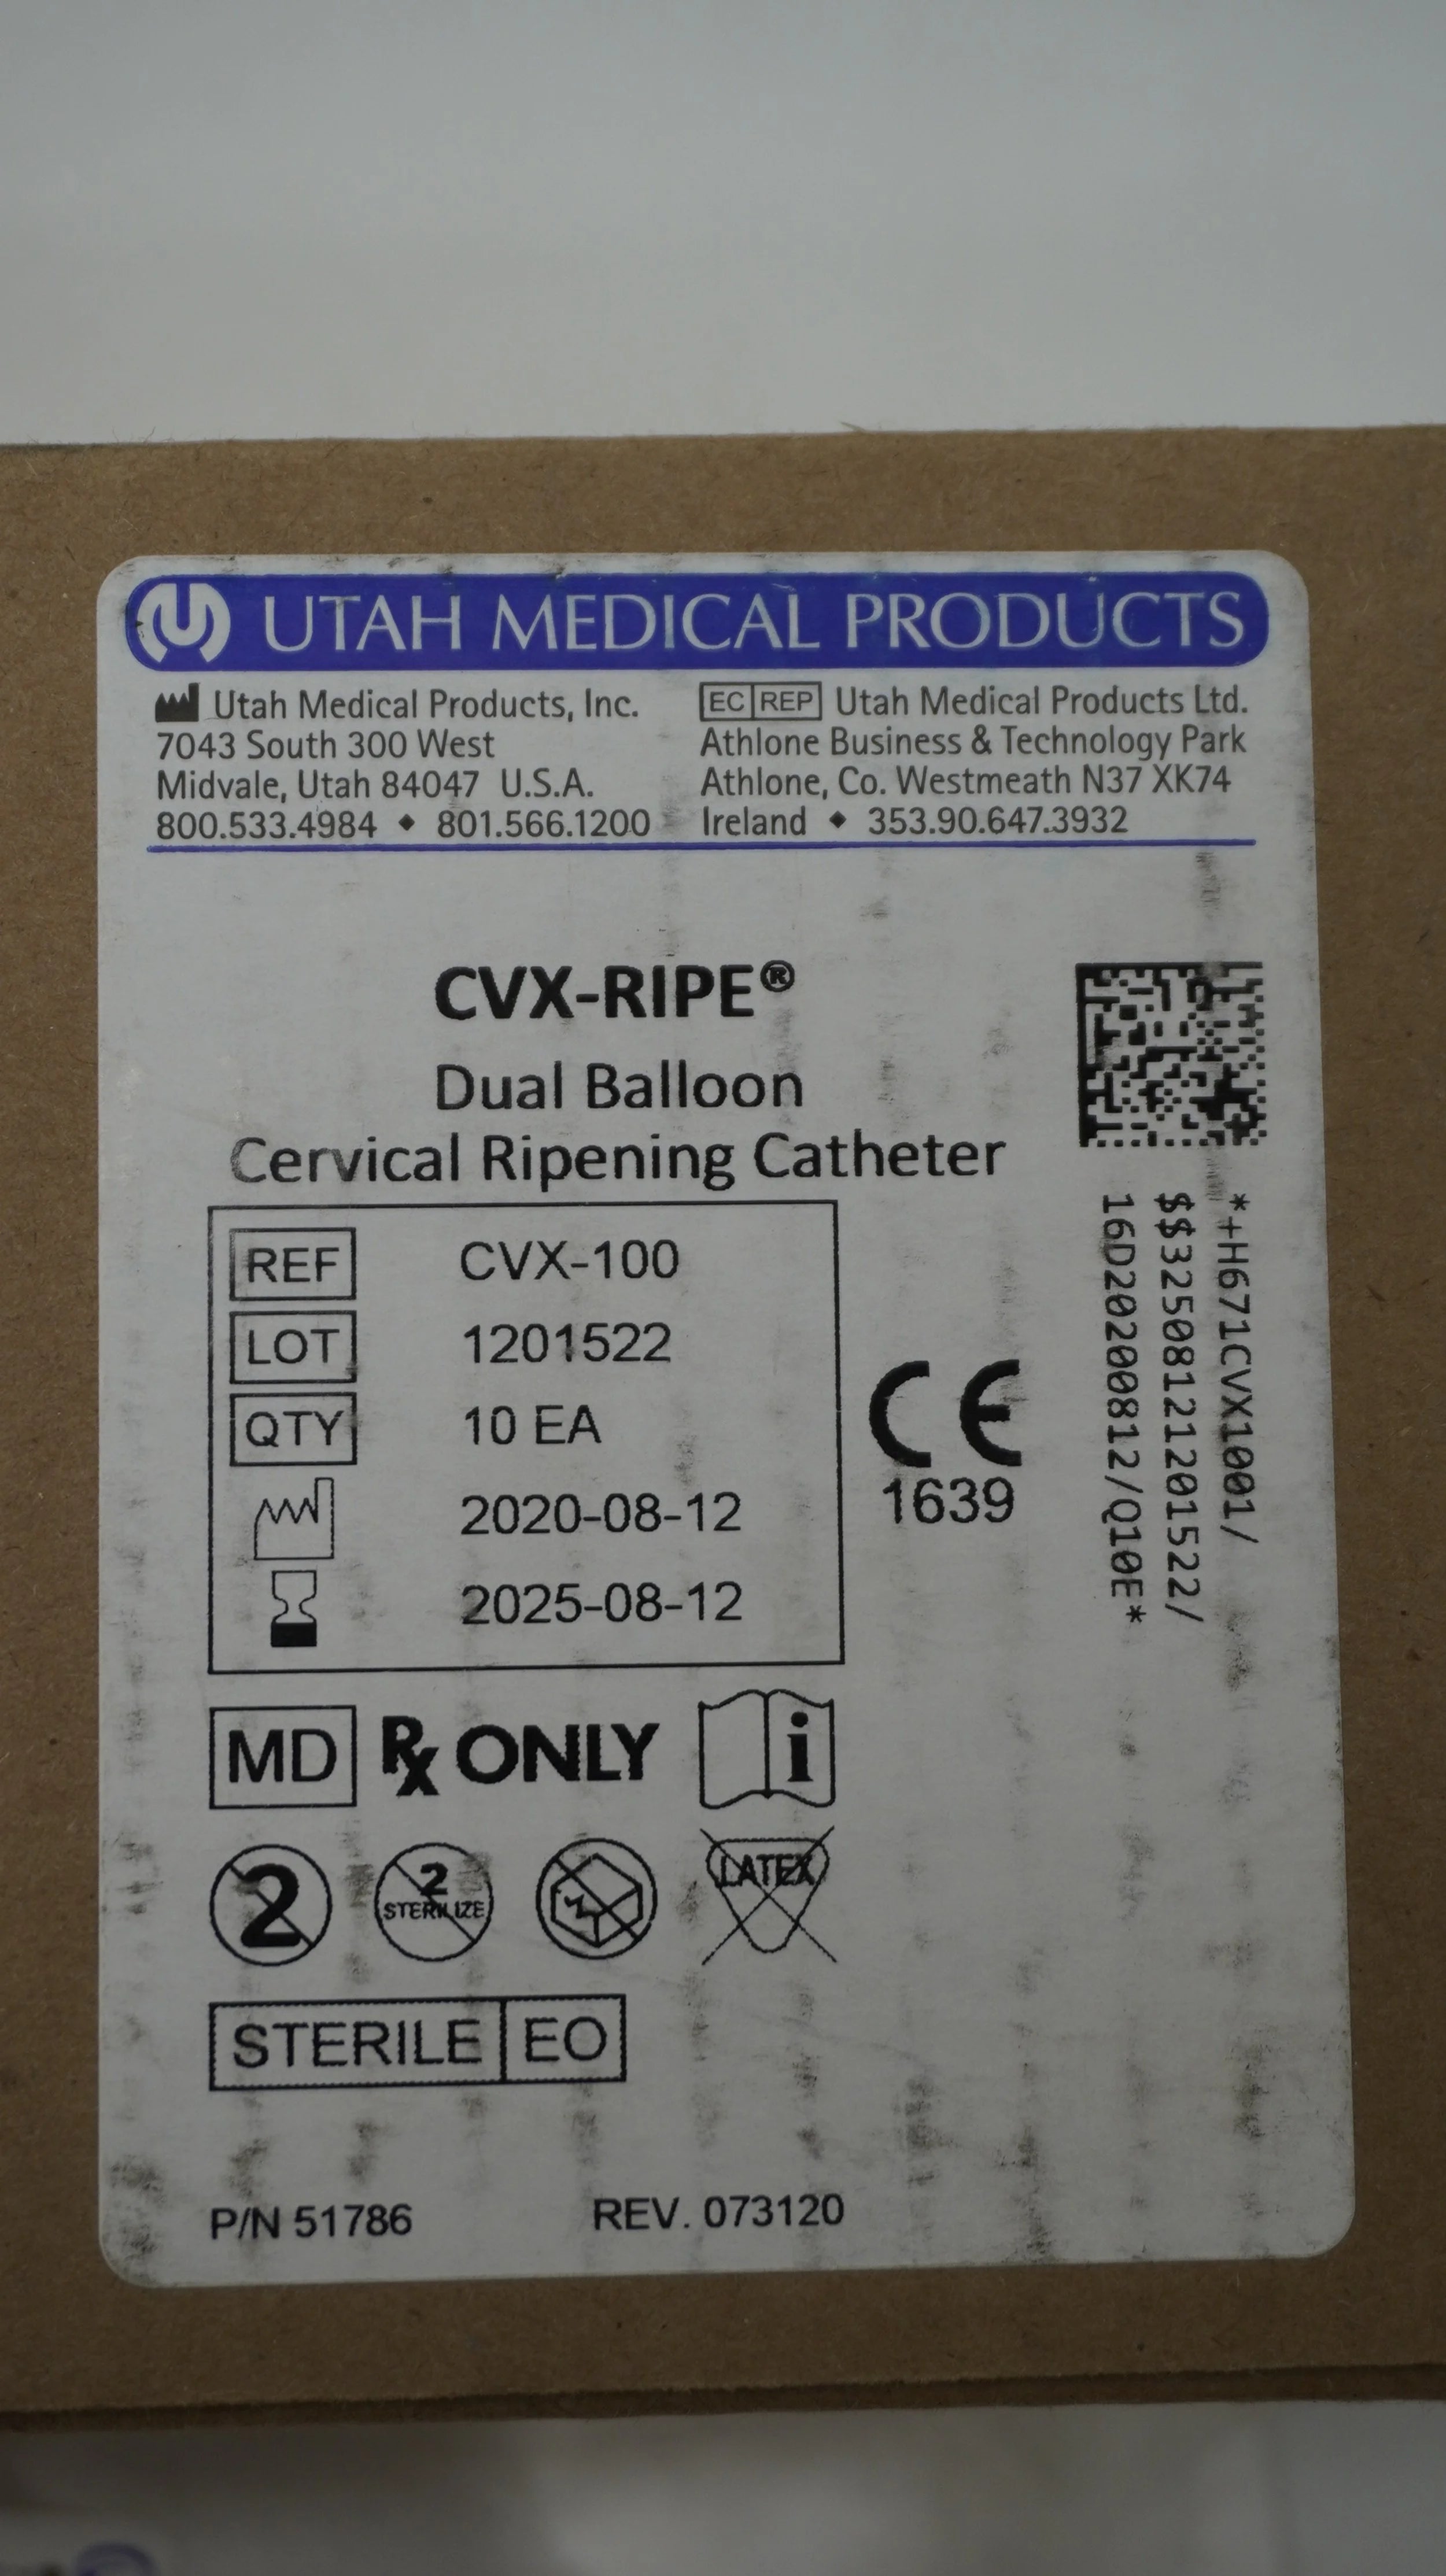 UTAH MEDICAL PRODUCTS
Utah Medical Products, Inc.
7043 South 300 West
Midvale, Utah 84047 U.S.A.
800.533.4984 ◆ 801.566.1200
EC REP Utah Medical Products Ltd.
Athlone Business & Technology Park
Athlone, Co. Westmeath N37 XK74
Ireland ◆ 353.90.647.3932
CVX-RIPE®
Dual Balloon
Cervical Ripening Catheter
REF CVX-100
LOT 1201522
QTY 10 EA
2020-08-12
2025-08-12
CE
1639
*+H671CVX1001/
$$32508121201522/
16D20200812/Q10E*
MD Rx ONLY i
2
2
STERILIZE
LATEX
STERILE EO
P/N 51786 REV. 073120